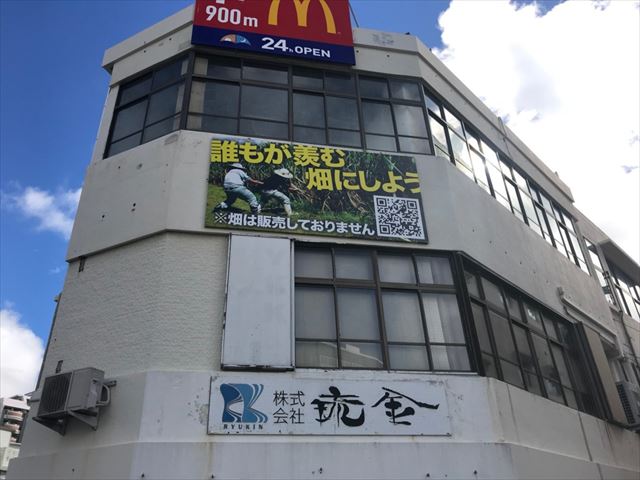 900m
24h OPEN
誰もが羨む
畑にしよう
※畑は販売しておりません
RYUKIN
株式
会社
琉金